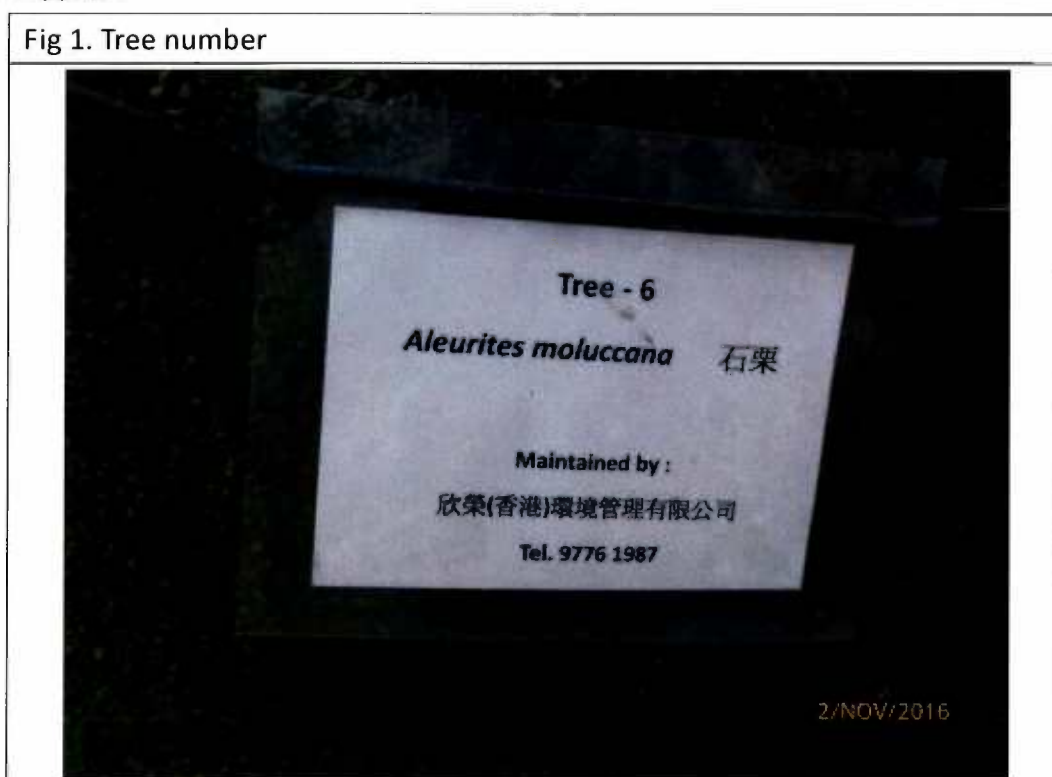 Fig 1. Tree number
Tree - 6
Aleurites moluccana 石栗
Maintained by :
欣榮(香港)環境管理有限公司
Tel. 9776 1987
2/NOV/2016